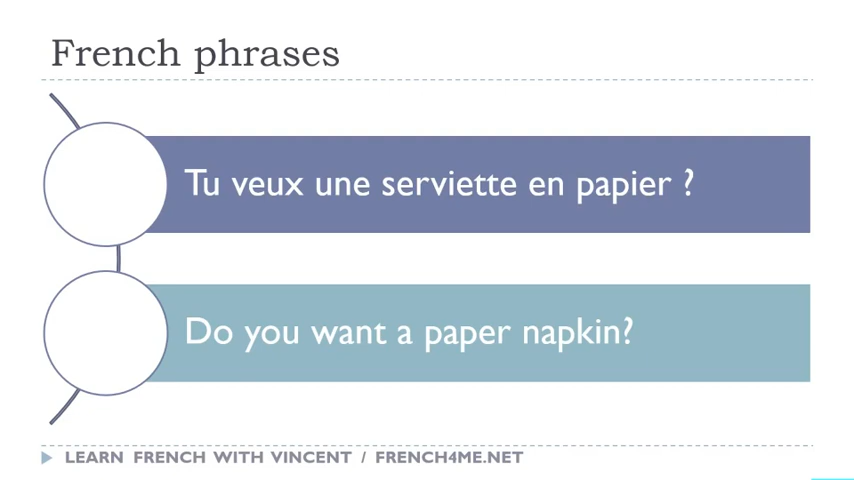 French phrases
Tu veux une serviette en papier ?
Do you want a paper napkin?
LEARN FRENCH WITH VINCENT / FRENCH4ME.NET